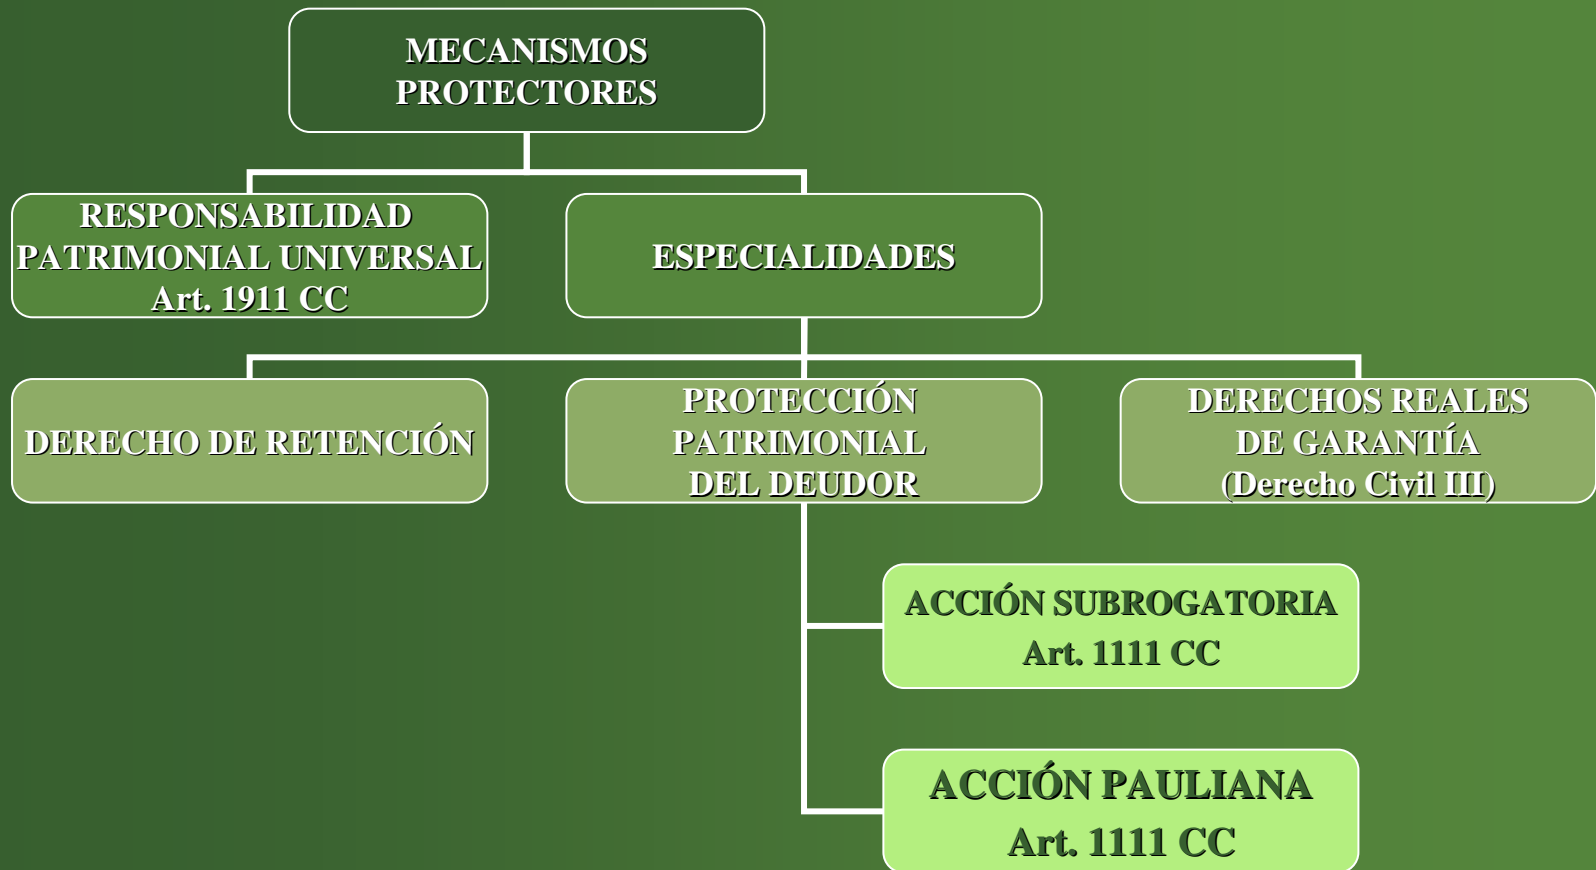 MECANISMOS
PROTECTORES
RESPONSABILIDAD
PATRIMONIAL UNIVERSAL
Art. 1911 CC
ESPECIALIDADES
DERECHO DE RETENCIÓN
PROTECCIÓN
PATRIMONIAL
DEL DEUDOR
DERECHOS REALES
DE GARANTÍA
(Derecho Civil III)
ACCIÓN SUBROGATORIA
Art. 1111 CC
ACCIÓN PAULIANA
Art. 1111 CC